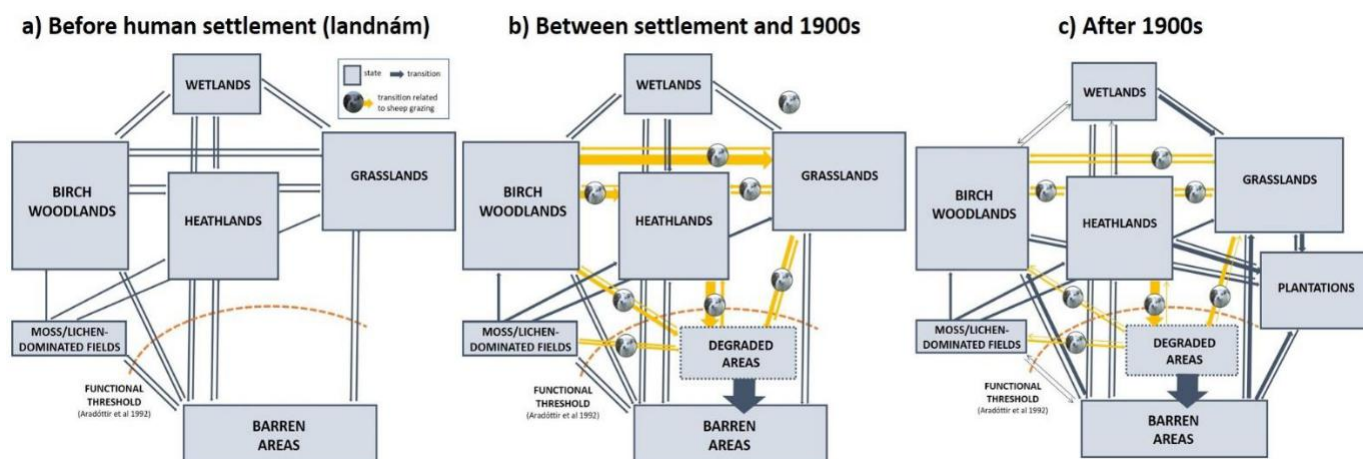 a) Before human settlement (landnám)
WETLANDS
state
transition
transition related
to sheep grazing
BIRCH
WOODLANDS
HEATHLANDS
GRASSLANDS
MOSS/LICHEN-
DOMINATED FIELDS
FUNCTIONAL
THRESHOLD
(Aradóttir et al 1992)
BARREN
AREAS
b) Between settlement and 1900s
WETLANDS
BIRCH
WOODLANDS
HEATHLANDS
GRASSLANDS
MOSS/LICHEN-
DOMINATED FIELDS
DEGRADED
AREAS
FUNCTIONAL
THRESHOLD
(Aradóttir et al 1992)
BARREN
AREAS
c) After 1900s
WETLANDS
BIRCH
WOODLANDS
HEATHLANDS
GRASSLANDS
PLANTATIONS
MOSS/LICHEN-
DOMINATED FIELDS
DEGRADED
AREAS
FUNCTIONAL
THRESHOLD
(Aradóttir et al 1992)
BARREN
AREAS